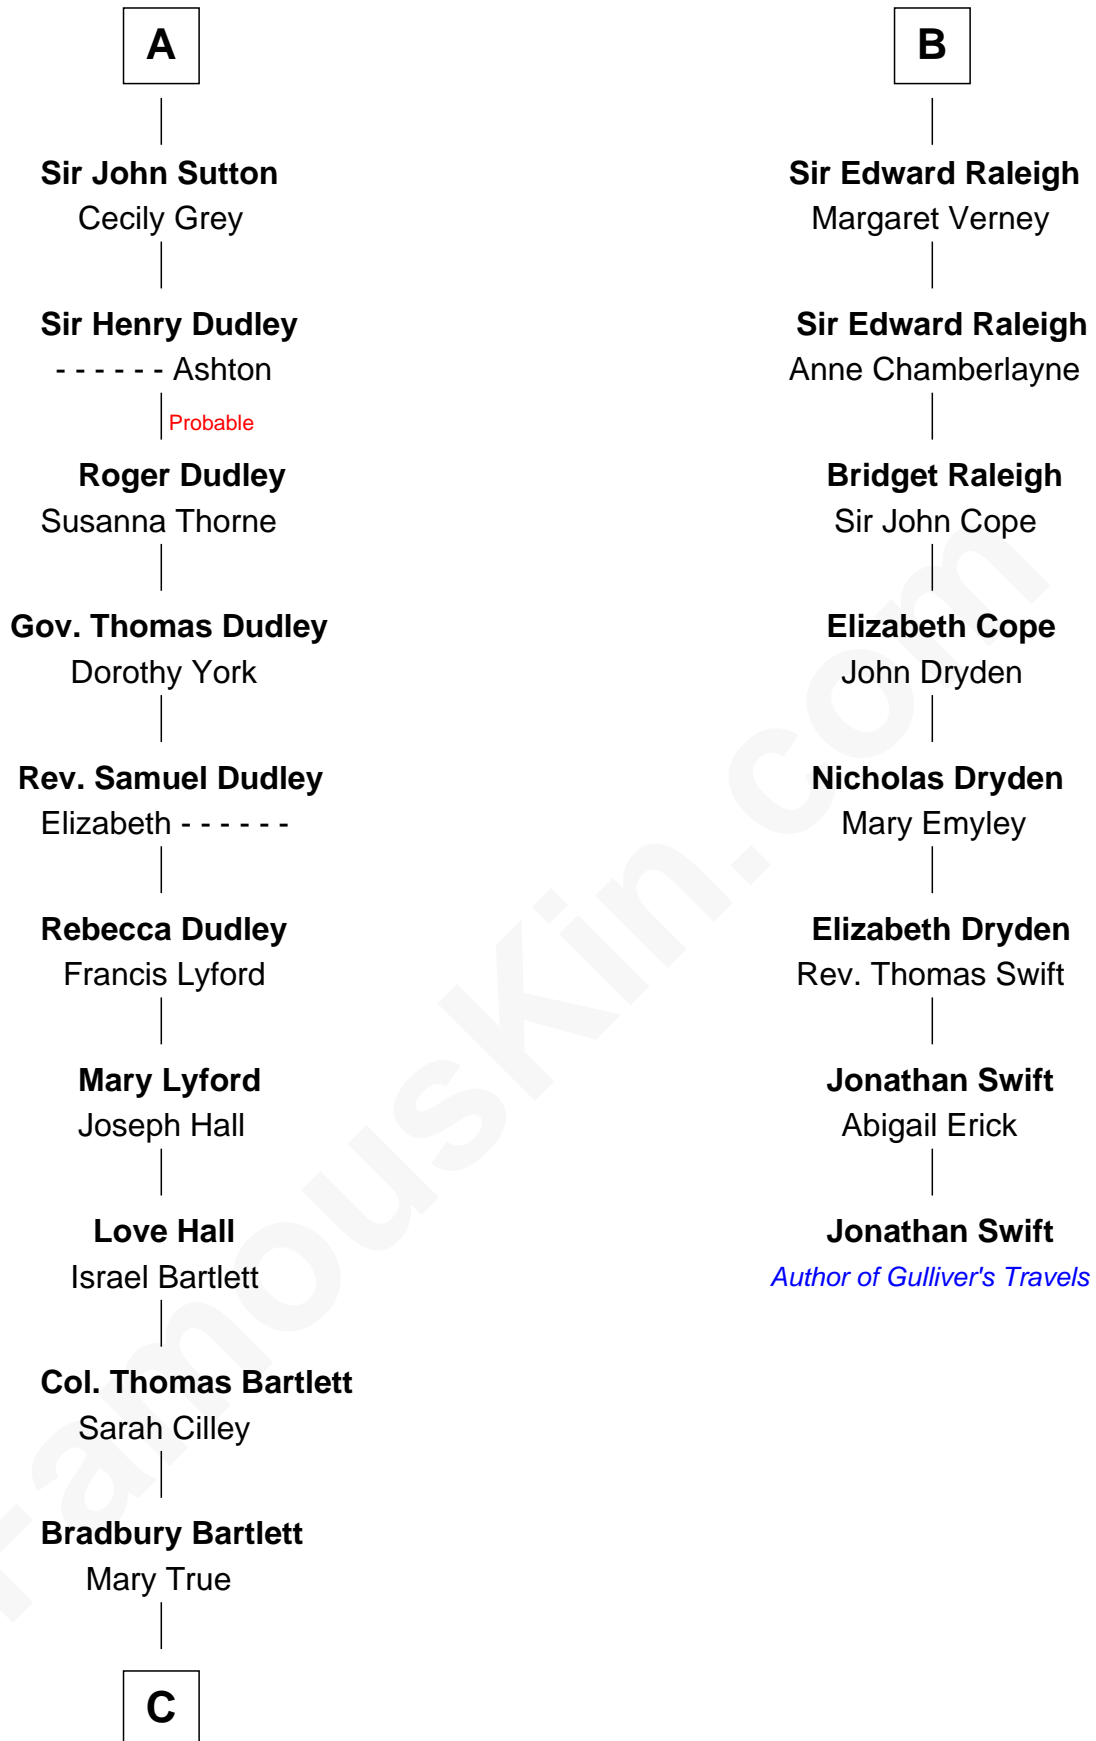 A
Sir John Sutton
Cecily Grey
Sir Henry Dudley
- - - - - - Ashton
Probable
Roger Dudley
Susanna Thorne
Gov. Thomas Dudley
Dorothy York
Rev. Samuel Dudley
Elizabeth - - - - - -
Rebecca Dudley
Francis Lyford
Mary Lyford
Joseph Hall
Love Hall
Israel Bartlett
Col. Thomas Bartlett
Sarah Cilley
Bradbury Bartlett
Mary True
C
B
Sir Edward Raleigh
Margaret Verney
Sir Edward Raleigh
Anne Chamberlayne
Bridget Raleigh
Sir John Cope
Elizabeth Cope
John Dryden
Nicholas Dryden
Mary Emyley
Elizabeth Dryden
Rev. Thomas Swift
Jonathan Swift
Abigail Erick
Jonathan Swift
Author of Gulliver's Travels
FamousKin.com